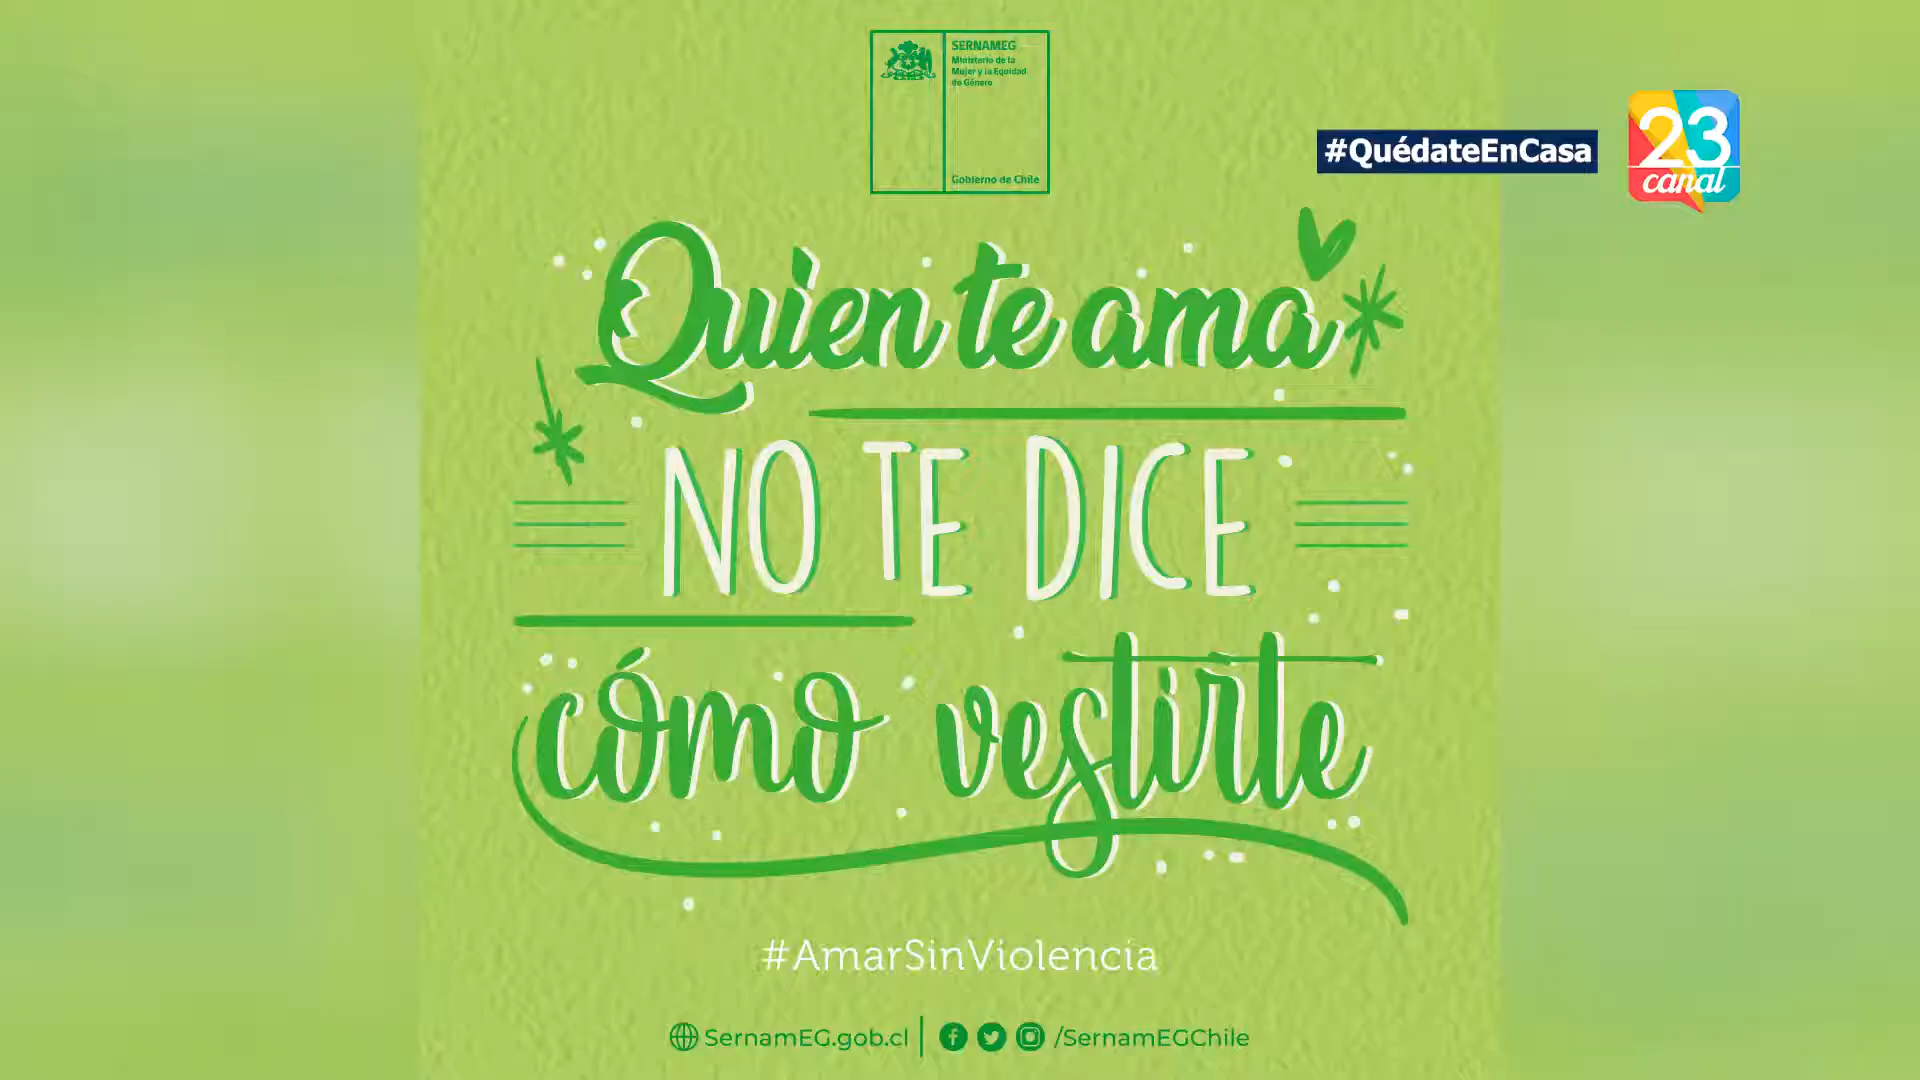 SERNAMEG
Ministerio de la
Mujer y la Equidad
de Género
Gobierno de Chile
#QuédateEnCasa
23
canal
Quien te ama
NO TE DICE
cómo vestirte
#AmarSinViolencia
SernamEG.gob.cl | /SernamEGChile